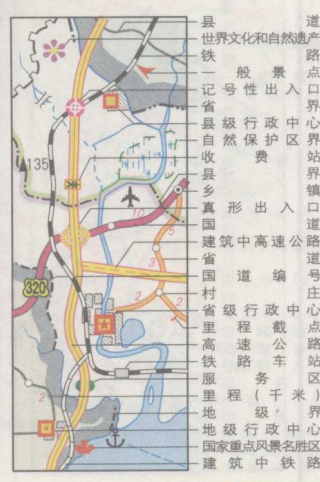 县道
世界文化和自然遗产
铁路
一般景点
记号性出入口
省界
县级行政中心
自然保护区界
收费站
县界
乡镇
真形出入口
国道
建筑中高速公路
省道
国道编号
村庄
省级行政中心
里程截点
高速公路
铁路车站
服务区
里程(千米)
地级界
地级行政中心
国家重点风景名胜区
建筑中铁路
135
10
5
3
320
2
2
2